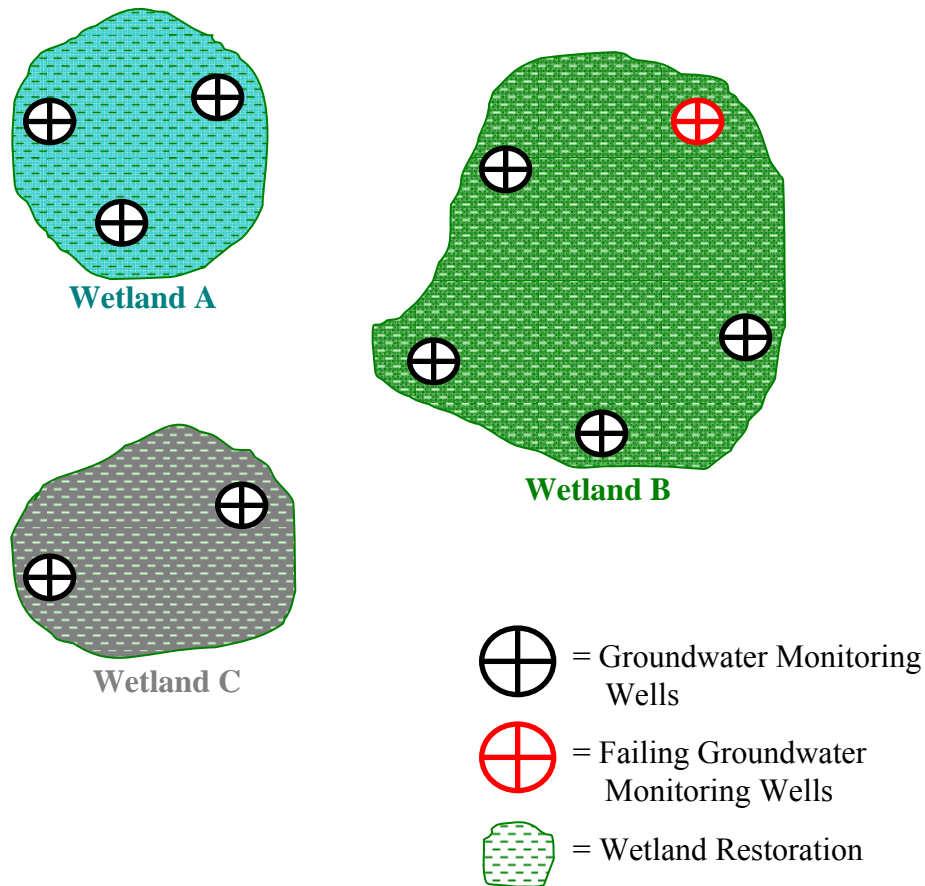 Wetland A
Wetland B
Wetland C
= Groundwater Monitoring
Wells
= Failing Groundwater
Monitoring Wells
= Wetland Restoration